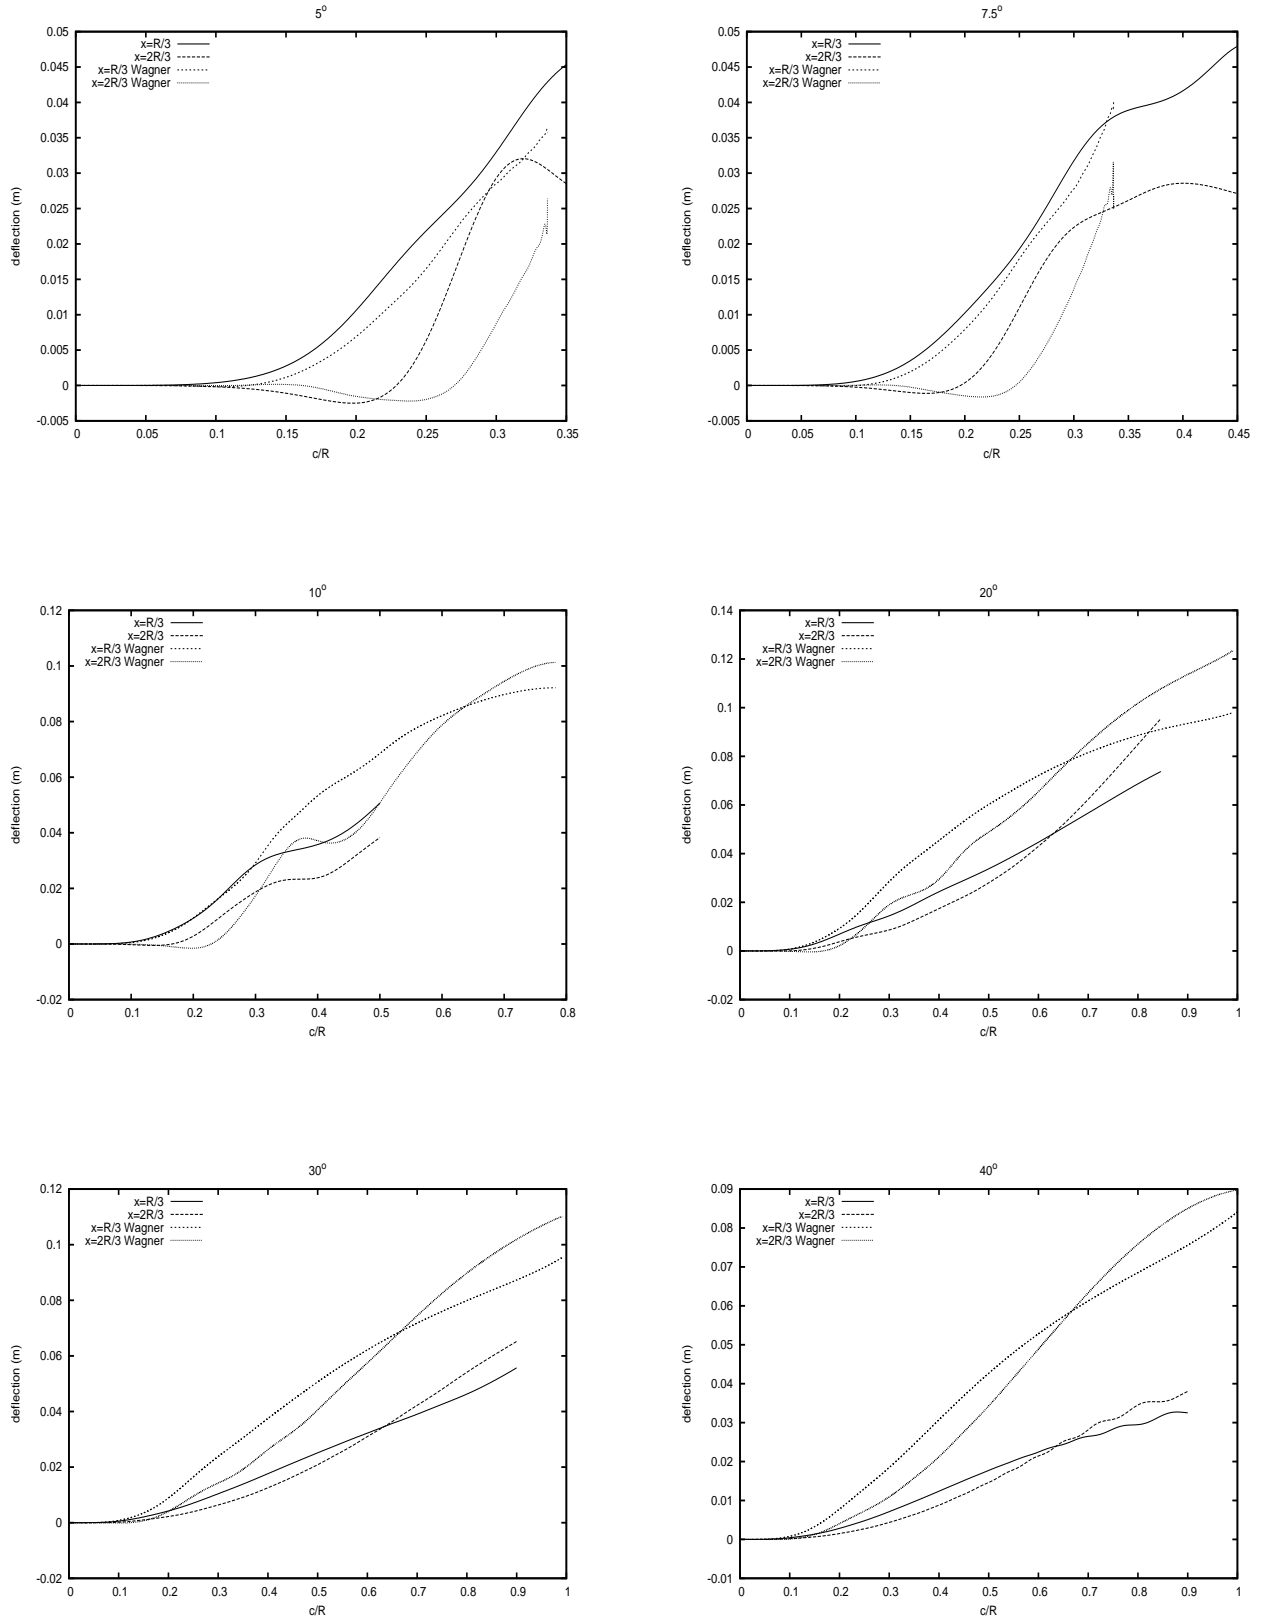 5o
0.05
x=R/3
x=2R/3
x=R/3 Wagner
x=2R/3 Wagner
0.045
0.04
0.035
0.03
0.025
0.02
0.015
0.01
0.005
0
-0.005
deflection (m)
0 0.05 0.1 0.15 0.2 0.25 0.3 0.35
c/R
7.5o
0.05
x=R/3
x=2R/3
x=R/3 Wagner
x=2R/3 Wagner
0.045
0.04
0.035
0.03
0.025
0.02
0.015
0.01
0.005
0
-0.005
deflection (m)
0 0.05 0.1 0.15 0.2 0.25 0.3 0.35 0.4 0.45
c/R
10o
0.12
x=R/3
x=2R/3
x=R/3 Wagner
x=2R/3 Wagner
0.1
0.08
0.06
0.04
0.02
0
-0.02
deflection (m)
0 0.1 0.2 0.3 0.4 0.5 0.6 0.7 0.8
c/R
20o
0.14
x=R/3
x=2R/3
x=R/3 Wagner
x=2R/3 Wagner
0.12
0.1
0.08
0.06
0.04
0.02
0
-0.02
deflection (m)
0 0.1 0.2 0.3 0.4 0.5 0.6 0.7 0.8 0.9 1
c/R
30o
0.12
x=R/3
x=2R/3
x=R/3 Wagner
x=2R/3 Wagner
0.1
0.08
0.06
0.04
0.02
0
-0.02
deflection (m)
0 0.1 0.2 0.3 0.4 0.5 0.6 0.7 0.8 0.9 1
c/R
40o
0.09
x=R/3
x=2R/3
x=R/3 Wagner
x=2R/3 Wagner
0.08
0.07
0.06
0.05
0.04
0.03
0.02
0.01
0
-0.01
deflection (m)
0 0.1 0.2 0.3 0.4 0.5 0.6 0.7 0.8 0.9 1
c/R